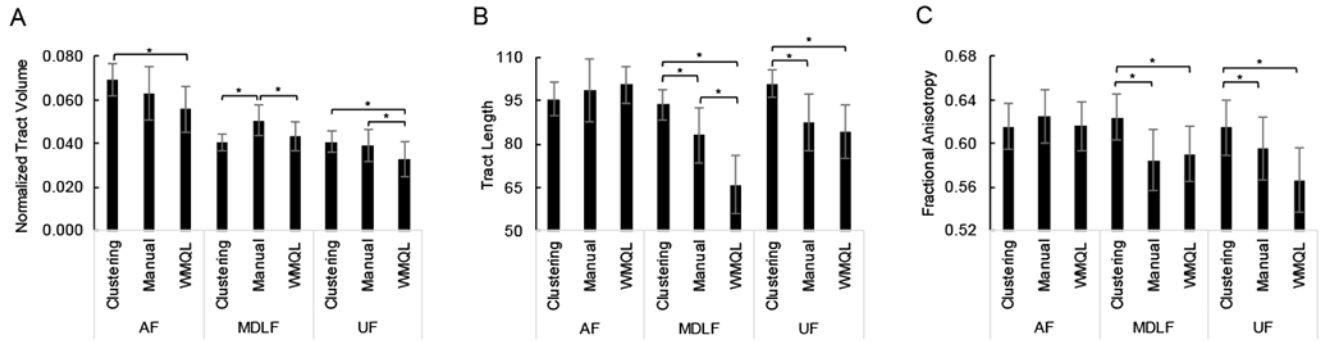 A
Normalized Tract Volume
0.080
0.060
0.040
0.020
0.000
*
*
*
*
*
Clustering
Manual
WMQL
Clustering
Manual
WMQL
Clustering
Manual
WMQL
AF
MDLF
UF
B
Tract Length
110
95
80
65
50
*
*
*
*
*
Clustering
Manual
WMQL
Clustering
Manual
WMQL
Clustering
Manual
WMQL
AF
MDLF
UF
C
Fractional Anisotropy
0.68
0.64
0.60
0.56
0.52
*
*
*
*
Clustering
Manual
WMQL
Clustering
Manual
WMQL
Clustering
Manual
WMQL
AF
MDLF
UF